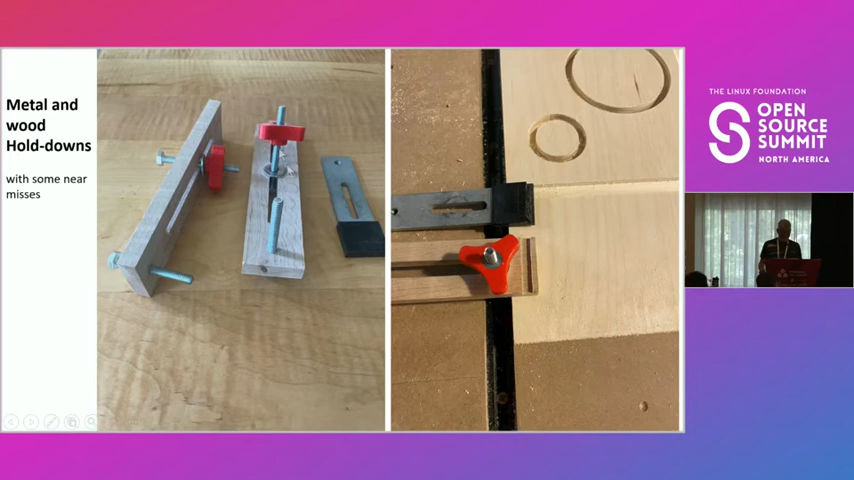 Metal and
wood
Hold-downs
with some near
misses
THE LINUX FOUNDATION
OPEN
SOURCE
SUMMIT
NORTH AMERICA